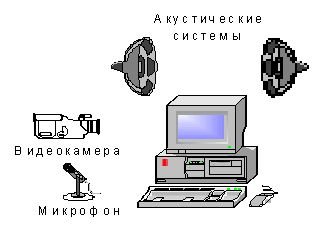 Акустические
системы
Видеокамера
Микрофон